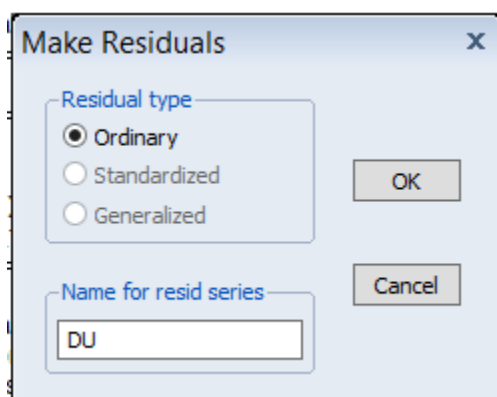 Make Residuals
x
Residual type
Ordinary
Standardized
Generalized
OK
Name for resid series
DU
Cancel